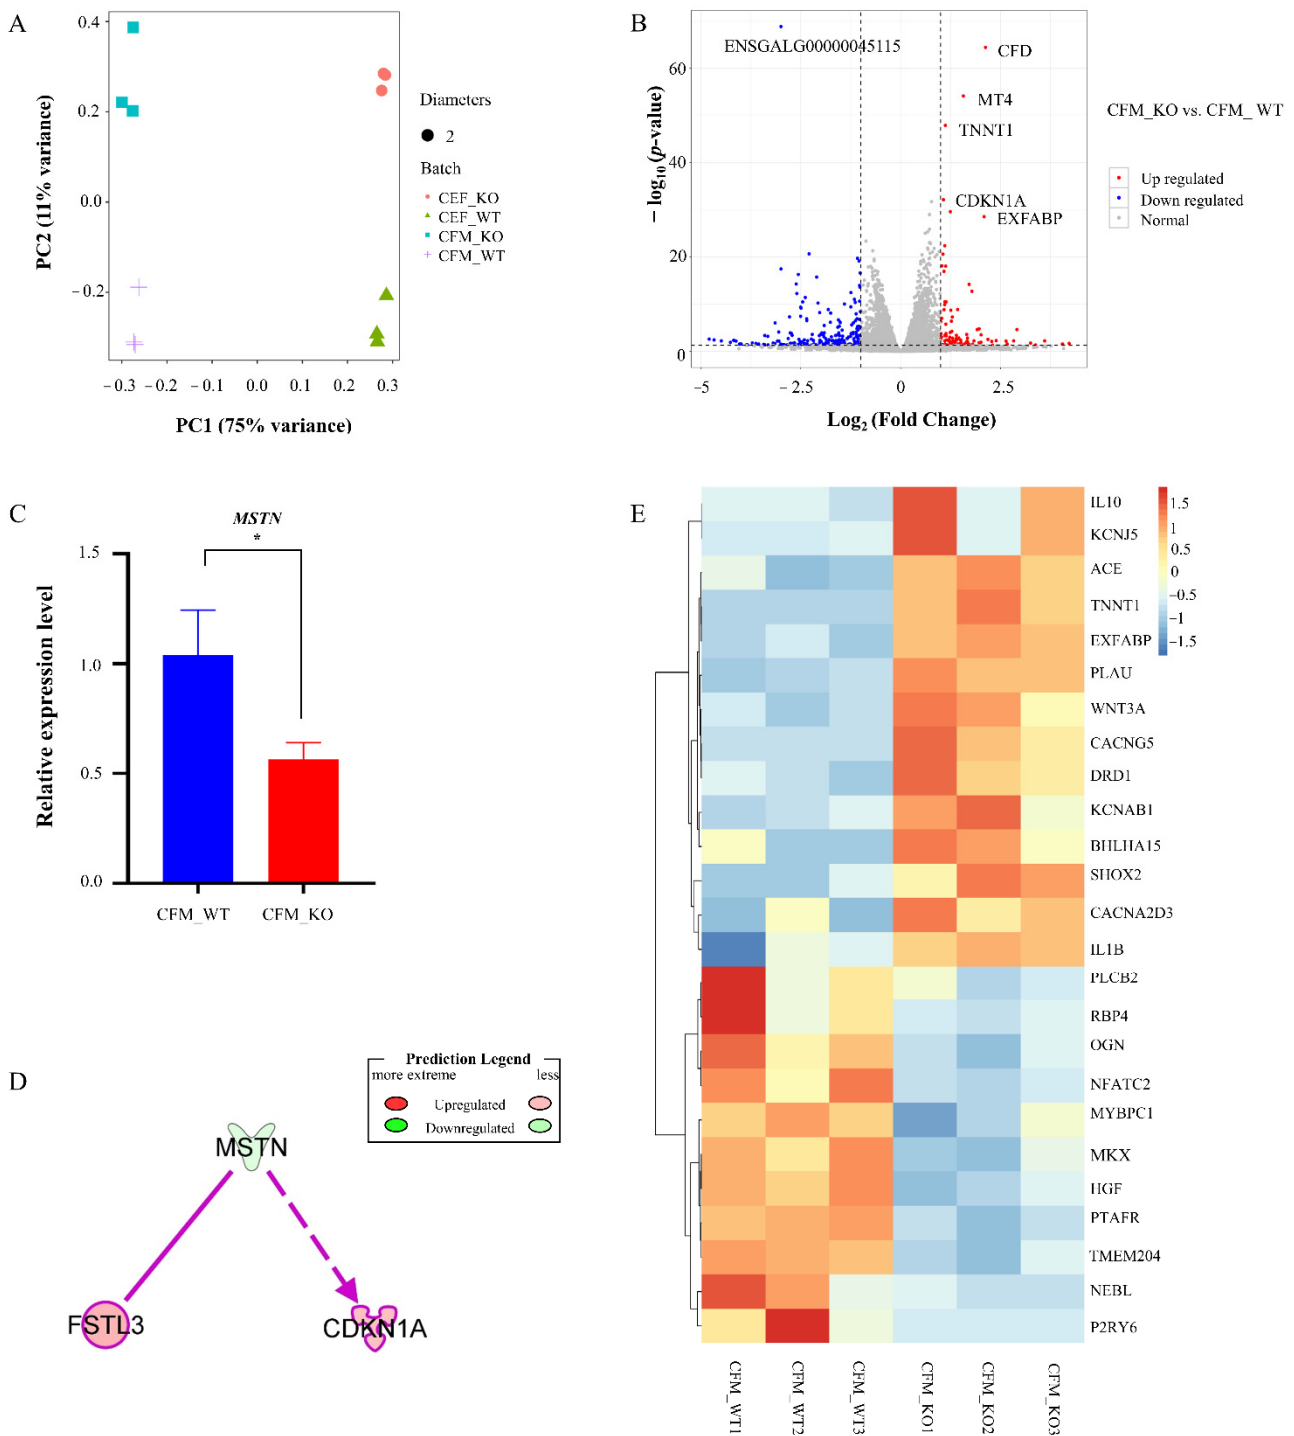 A
0.4
0.2
0.0
−0.2
PC2 (11% variance)
−0.3
−0.2
−0.1
0.0
0.1
0.2
0.3
PC1 (75% variance)
Diameters
2
Batch
CEF_KO
CEF_WT
CFM_KO
CFM_WT
B
60
40
20
0
− log10 (p-value)
−5
−2.5
0
2.5
Log2 (Fold Change)
ENSGALG00000045115
CFD
MT4
TNNT1
CDKN1A
EXFABP
CFM_KO vs. CFM_ WT
Up regulated
Down regulated
Normal
C
MSTN
*
1.5
1.0
0.5
0.0
Relative expression level
CFM_WT
CFM_KO
D
Prediction Legend
more extreme
less
Upregulated
Downregulated
MSTN
FSTL3
CDKN1A
E
IL10
KCNJ5
ACE
TNNT1
EXFABP
PLAU
WNT3A
CACNG5
DRD1
KCNAB1
BHLHA15
SHOX2
CACNA2D3
IL1B
PLCB2
RBP4
OGN
NFATC2
MYBPC1
MKX
HGF
PTAFR
TMEM204
NEBL
P2RY6
1.5
1
0.5
0
−0.5
−1
−1.5
CFM_WT1
CFM_WT2
CFM_WT3
CFM_KO1
CFM_KO2
CFM_KO3